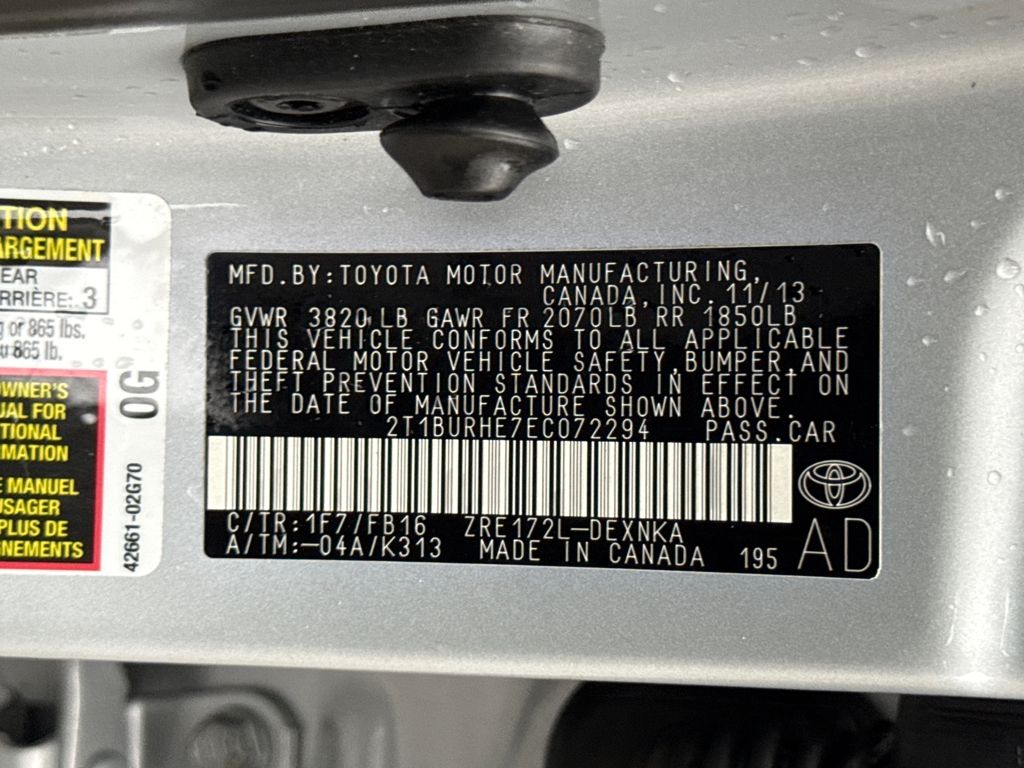 TION
ARGEMENT
EAR
RRIÈRE: 3
g or 865 lbs.
u 865 lb.
OWNER'S
UAL FOR
TIONAL
RMATION
E MANUEL
USAGER
PLUS DE
GNEMENTS
0G
42661-02G70
MFD.BY:TOYOTA MOTOR MANUFACTURING,
CANADA,INC. 11/13
GVWR 3820 LB GAWR FR 2070LB RR 1850LB
THIS VEHICLE CONFORMS TO ALL APPLICABLE
FEDERAL MOTOR VEHICLE SAFETY,BUMPER,AND
THEFT PREVENTION STANDARDS IN EFFECT ON
THE DATE OF MANUFACTURE SHOWN ABOVE.
2T1BURHE7EC072294 PASS.CAR
C/TR:1F7/FB16 ZRE172L-DEXNKA
A/TM:-04A/K313 MADE IN CANADA 195 AD